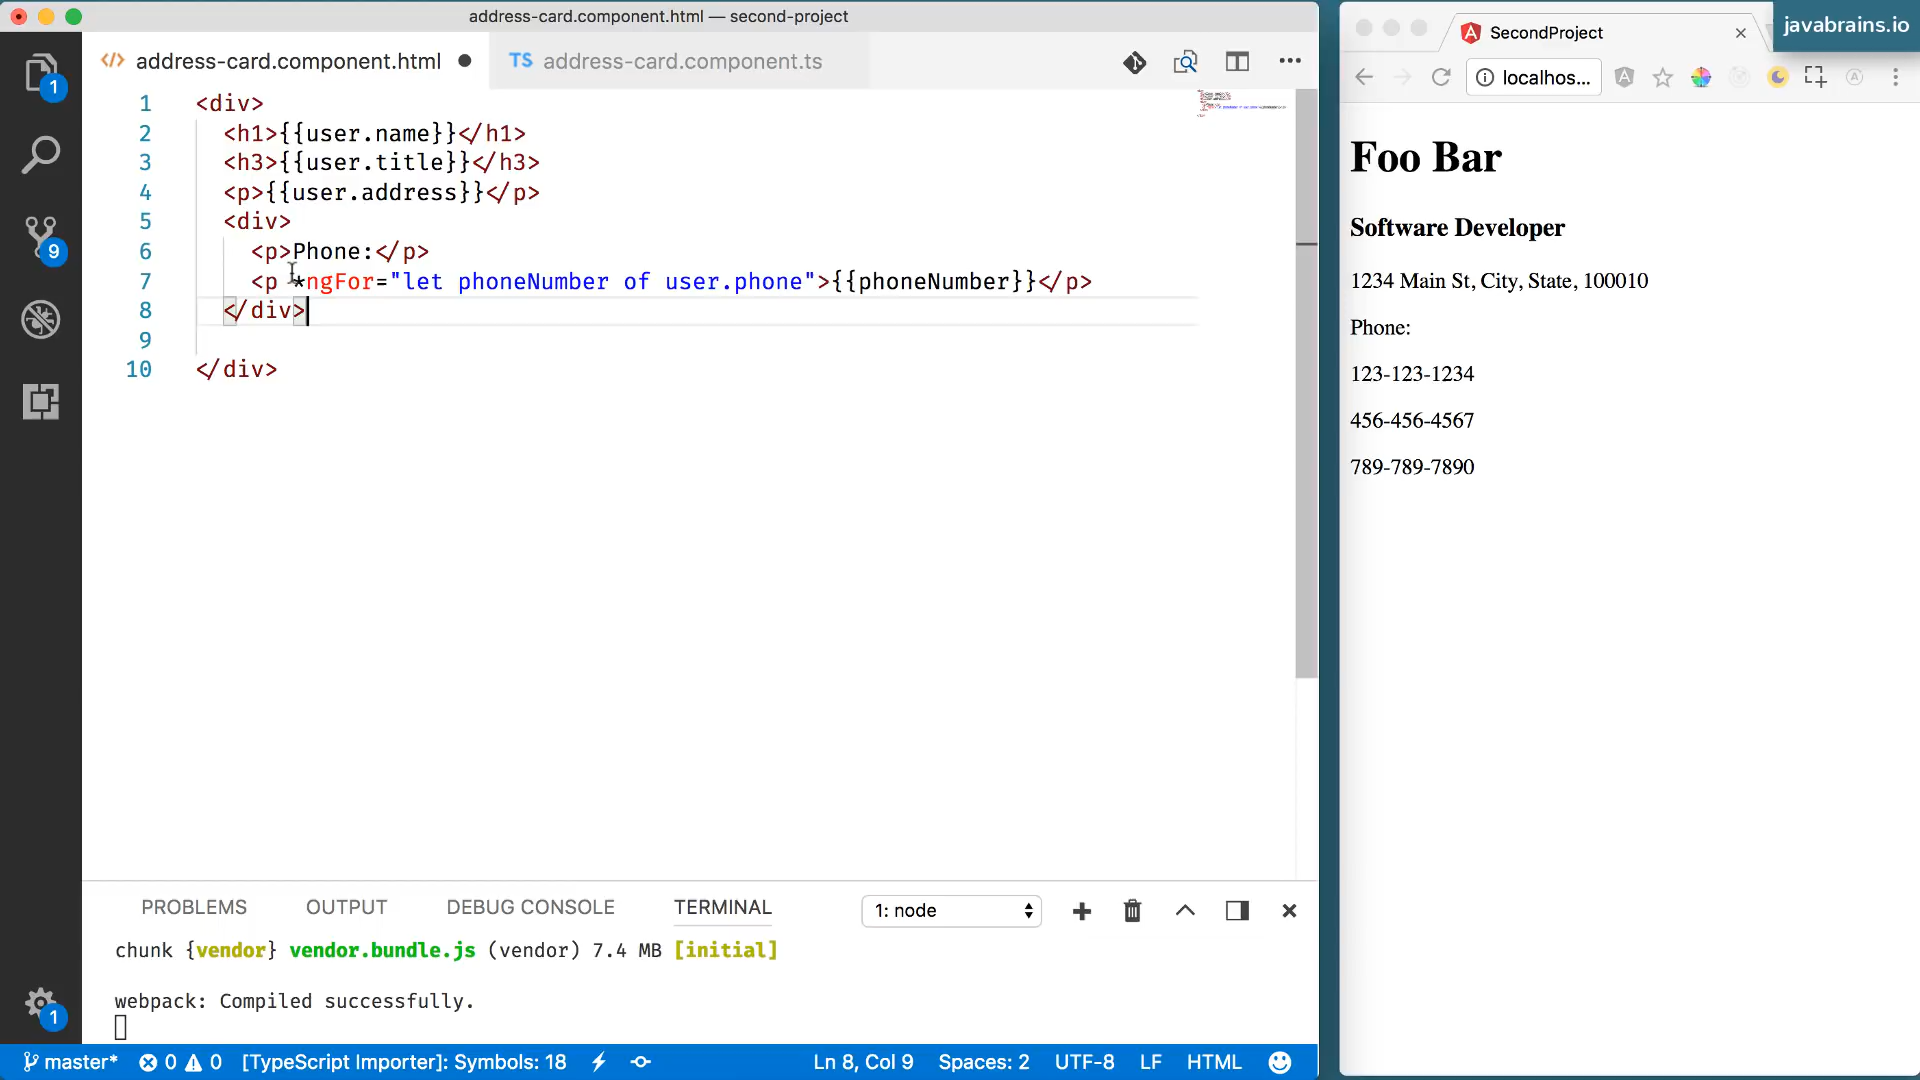 address-card.component.html — second-project
address-card.component.html
TS address-card.component.ts
1 <div>
2 <h1>{{user.name}}</h1>
3 <h3>{{user.title}}</h3>
4 <p>{{user.address}}</p>
5 <div>
6 <p>Phone:</p>
7 <p *ngFor="let phoneNumber of user.phone">{{phoneNumber}}</p>
8 </div>
9
10 </div>
1
9
1
PROBLEMS OUTPUT DEBUG CONSOLE TERMINAL 1: node
chunk {vendor} vendor.bundle.js (vendor) 7.4 MB [initial]
webpack: Compiled successfully.
master* 0 0 [TypeScript Importer]: Symbols: 18 Ln 8, Col 9 Spaces: 2 UTF-8 LF HTML
SecondProject
javabrains.io
localhos...
Foo Bar
Software Developer
1234 Main St, City, State, 100010
Phone:
123-123-1234
456-456-4567
789-789-7890